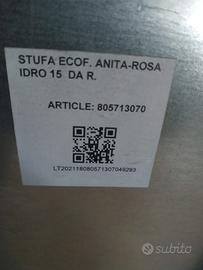 STUFA ECOF. ANITA-ROSA
IDRO 15 DA R.
ARTICLE: 805713070
LT202118080571307049293
subito